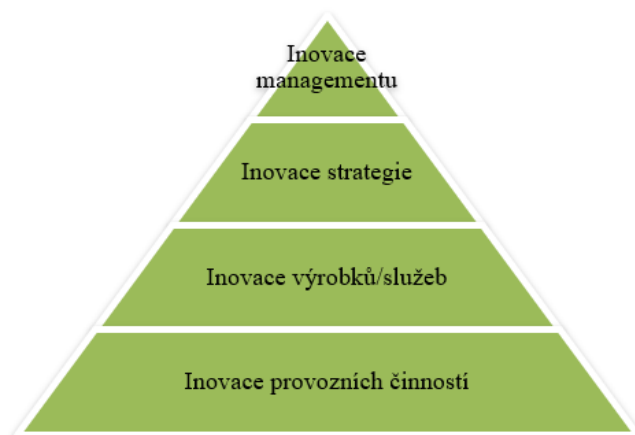 Inovace
managementu
Inovace strategie
Inovace výrobků/služeb
Inovace provozních činností